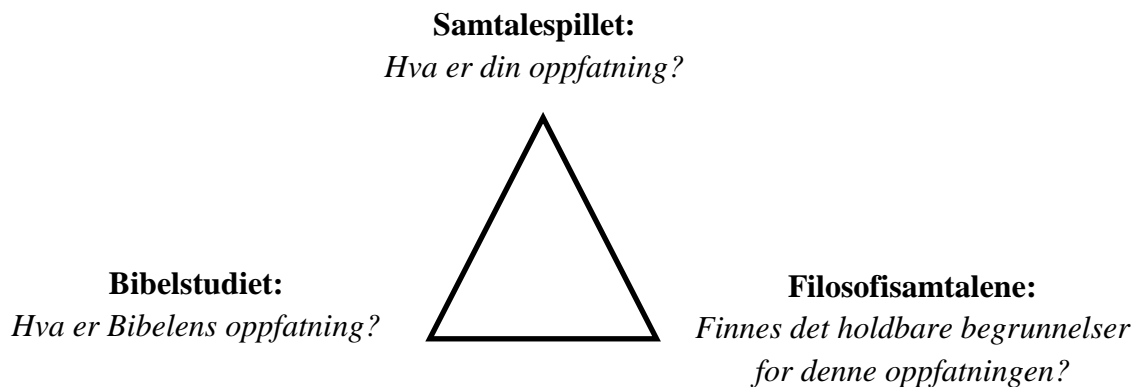 Samtalespillet:
Hva er din oppfatning?
Bibelstudiet:
Hva er Bibelens oppfatning?
Filosofisamtalene:
Finnes det holdbare begrunnelser
for denne oppfatningen?